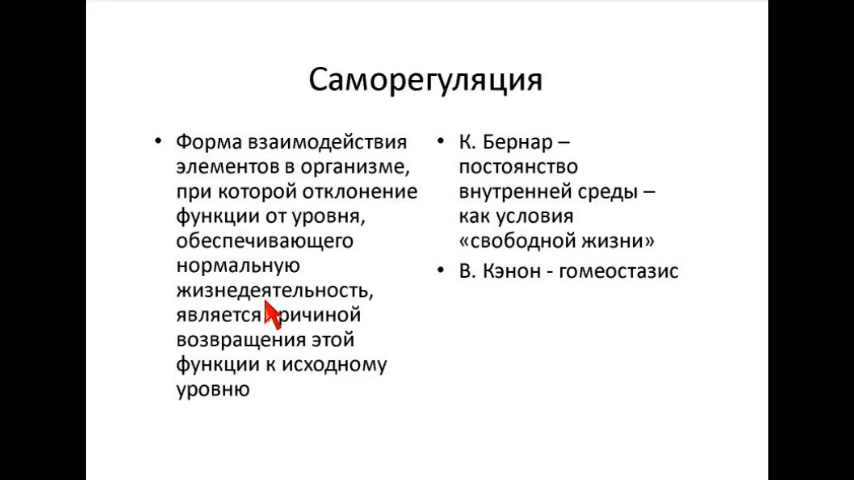 Саморегуляция
• Форма взаимодействия
элементов в организме,
при которой отклонение
функции от уровня,
обеспечивающего
нормальную
жизнедеятельность,
является причиной
возвращения этой
функции к исходному
уровню
• К. Бернар –
постоянство
внутренней среды –
как условия
«свободной жизни»
• В. Кэнон - гомеостазис